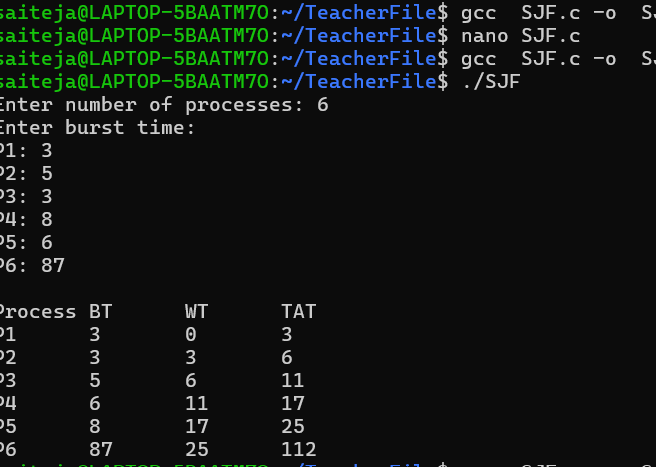 saiteja@LAPTOP-5BAATM7O:~/TeacherFile$ gcc  SJF.c -o  SJ
saiteja@LAPTOP-5BAATM7O:~/TeacherFile$ nano SJF.c
saiteja@LAPTOP-5BAATM7O:~/TeacherFile$ gcc  SJF.c -o  SJ
saiteja@LAPTOP-5BAATM7O:~/TeacherFile$ ./SJF
Enter number of processes: 6
Enter burst time:
P1: 3
P2: 5
P3: 3
P4: 8
P5: 6
P6: 87
Process BT      WT      TAT
P1      3       0       3
P2      3       3       6
P3      5       6       11
P4      6       11      17
P5      8       17      25
P6      87      25      112